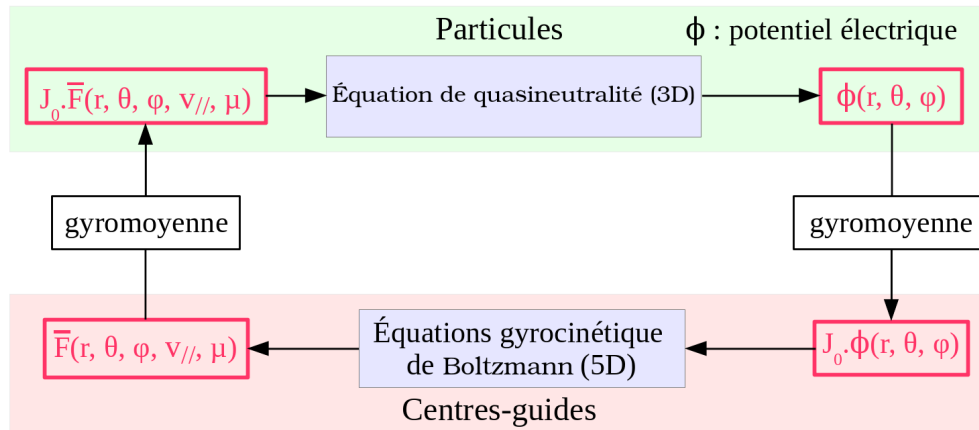 Particules
ϕ : potentiel électrique
J₀.F̅(r, θ, φ, v//, µ)
Équation de quasineutralité (3D)
ϕ(r, θ, φ)
gyromoyenne
gyromoyenne
F̅(r, θ, φ, v//, µ)
Équations gyrocinétique
de Boltzmann (5D)
J₀.ϕ(r, θ, φ)
Centres-guides